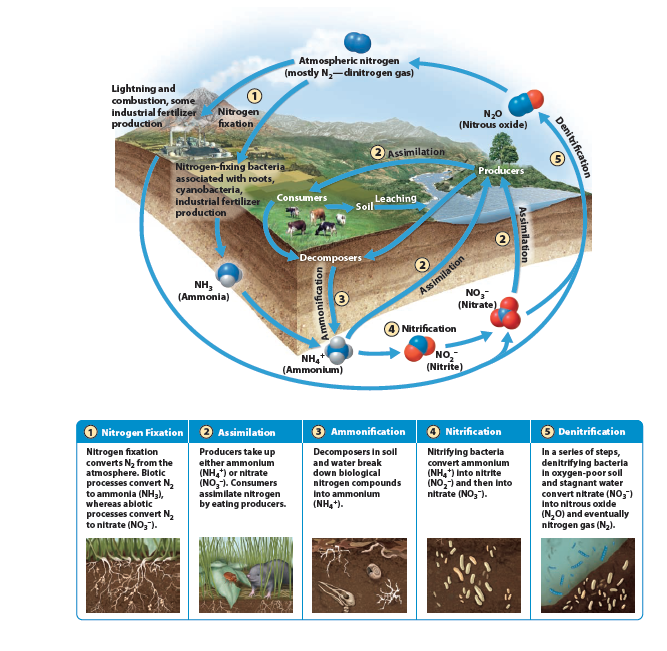 Atmospheric nitrogen
(mostly N₂—dinitrogen gas)
Lightning and
combustion, some
industrial fertilizer
production
1
Nitrogen
fixation
N₂O
(Nitrous oxide)
Denitrification
5
2 Assimilation
Producers
Nitrogen-fixing bacteria
associated with roots,
cyanobacteria,
industrial fertilizer
production
Consumers
Soil
Leaching
Assimilation
2
Decomposers
2
Assimilation
NH₃
(Ammonia)
Ammonification
3
NO₃⁻
(Nitrate)
4 Nitrification
NH₄⁺
(Ammonium)
NO₂⁻
(Nitrite)
1 Nitrogen Fixation
Nitrogen fixation
converts N₂ from the
atmosphere. Biotic
processes convert N₂
to ammonia (NH₃),
whereas abiotic
processes convert N₂
to nitrate (NO₃⁻).
2 Assimilation
Producers take up
either ammonium
(NH₄⁺) or nitrate
(NO₃⁻). Consumers
assimilate nitrogen
by eating producers.
3 Ammonification
Decomposers in soil
and water break
down biological
nitrogen compounds
into ammonium
(NH₄⁺).
4 Nitrification
Nitrifying bacteria
convert ammonium
(NH₄⁺) into nitrite
(NO₂⁻) and then into
nitrate (NO₃⁻).
5 Denitrification
In a series of steps,
denitrifying bacteria
in oxygen-poor soil
and stagnant water
convert nitrate (NO₃⁻)
into nitrous oxide
(N₂O) and eventually
nitrogen gas (N₂).